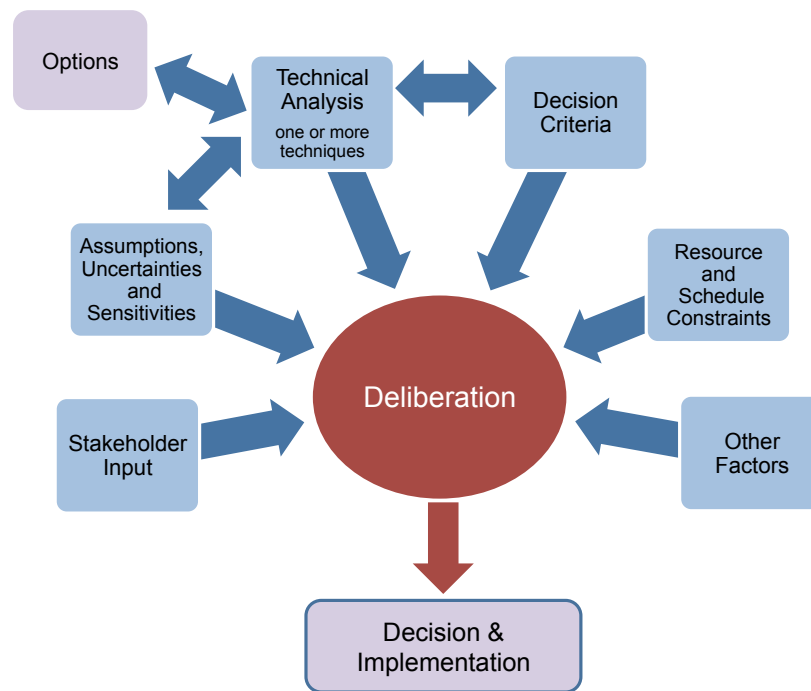 Options
Technical
Analysis
one or more
techniques
Decision
Criteria
Assumptions,
Uncertainties
and
Sensitivities
Resource
and
Schedule
Constraints
Deliberation
Stakeholder
Input
Other
Factors
Decision &
Implementation